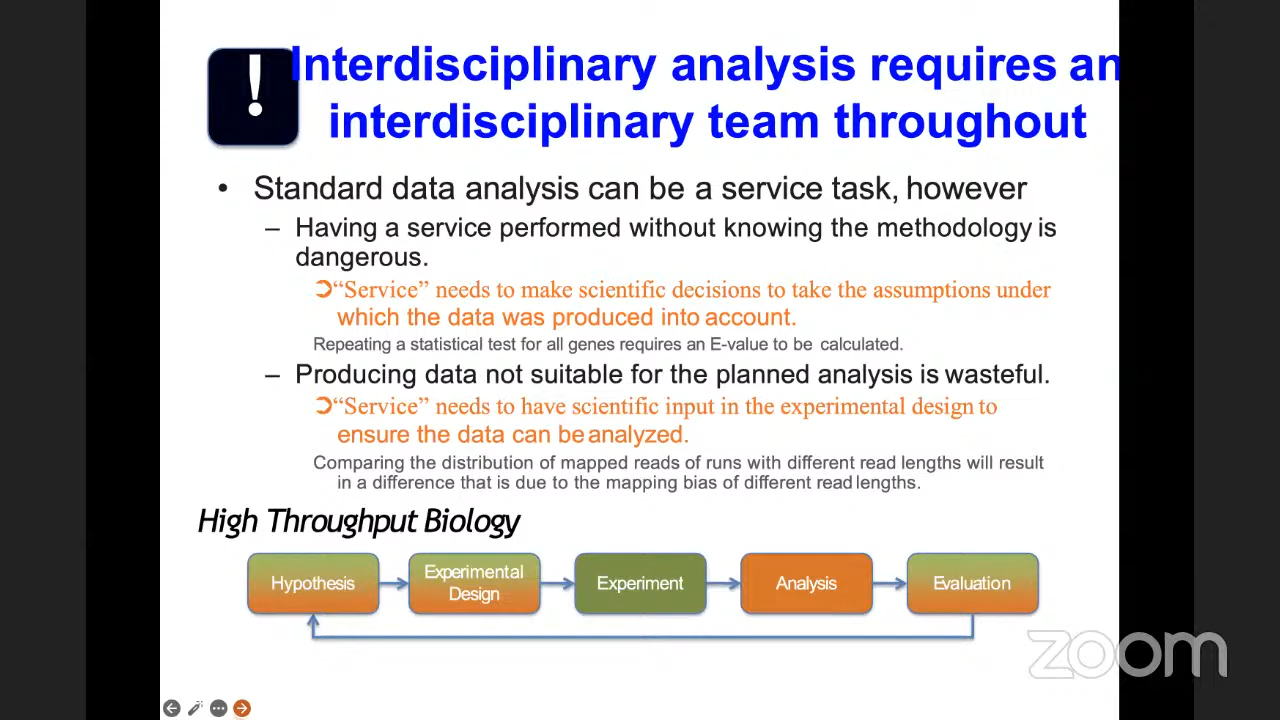 !
Interdisciplinary analysis requires an
interdisciplinary team throughout
• Standard data analysis can be a service task, however
– Having a service performed without knowing the methodology is
dangerous.
➲“Service” needs to make scientific decisions to take the assumptions under
which the data was produced into account.
Repeating a statistical test for all genes requires an E-value to be calculated.
– Producing data not suitable for the planned analysis is wasteful.
➲“Service” needs to have scientific input in the experimental design to
ensure the data can be analyzed.
Comparing the distribution of mapped reads of runs with different read lengths will result
in a difference that is due to the mapping bias of different read lengths.
High Throughput Biology
Hypothesis
Experimental
Design
Experiment
Analysis
Evaluation
zoom